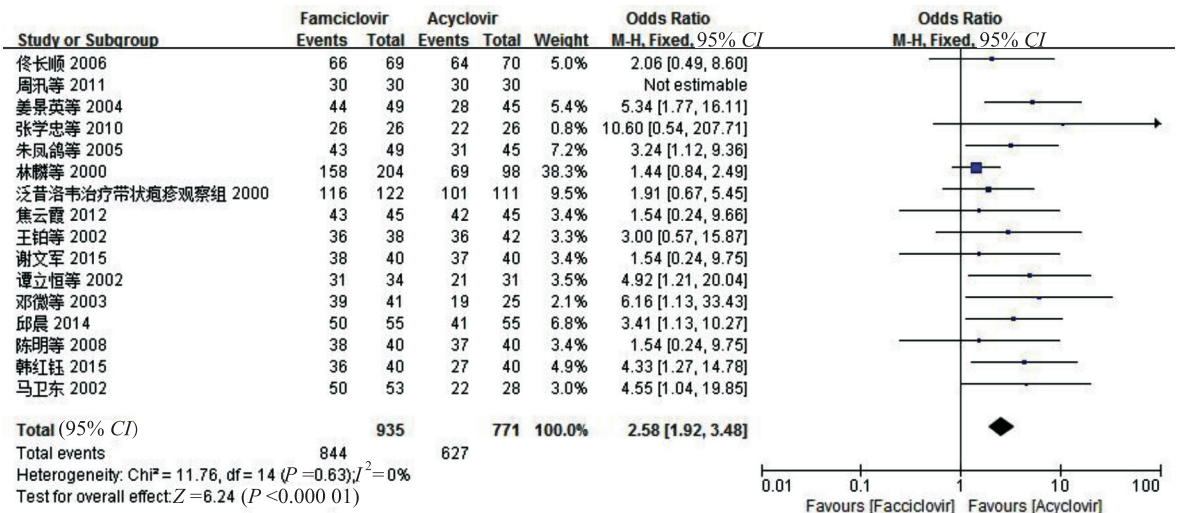 Famciclovir Acyclovir Odds Ratio Odds Ratio
Study or Subgroup Events Total Events Total Weight M-H, Fixed, 95% CI M-H, Fixed, 95% CI
佟长顺 2006 66 69 64 70 5.0% 2.06 [0.49, 8.60]
周汛等 2011 30 30 30 30 Not estimable
姜景英等 2004 44 49 28 45 5.4% 5.34 [1.77, 16.11]
张学忠等 2010 26 26 22 26 0.8% 10.60 [0.54, 207.71]
朱凤鸽等 2005 43 49 31 45 7.2% 3.24 [1.12, 9.36]
林麟等 2000 158 204 69 98 38.3% 1.44 [0.84, 2.49]
泛昔洛韦治疗带状疱疹观察组 2000 116 122 101 111 9.5% 1.91 [0.67, 5.45]
焦云霞 2012 43 45 42 45 3.4% 1.54 [0.24, 9.66]
王铂等 2002 36 38 36 42 3.3% 3.00 [0.57, 15.87]
谢文军 2015 38 40 37 40 3.4% 1.54 [0.24, 9.75]
谭立恒等 2002 31 34 21 31 4.0% 4.92 [1.21, 20.04]
邓微等 2003 39 41 19 25 2.1% 6.16 [1.13, 33.43]
邱晨 2014 50 55 41 55 6.8% 3.41 [1.13, 10.27]
陈明等 2008 38 40 37 40 3.4% 1.54 [0.24, 9.75]
韩红钰 2015 36 40 27 40 4.9% 4.33 [1.27, 14.78]
马卫东 2002 50 53 22 28 3.0% 4.55 [1.04, 19.85]
Total (95% CI) 935 771 100.0% 2.58 [1.92, 3.48]
Total events 844 627
Heterogeneity: Chi² = 11.76, df = 14 (P =0.63);I²=0%
Test for overall effect:Z =6.24 (P <0.000 01)
0.01 0.1 1 10 100
Favours [Facciclovir] Favours [Acyclovir]